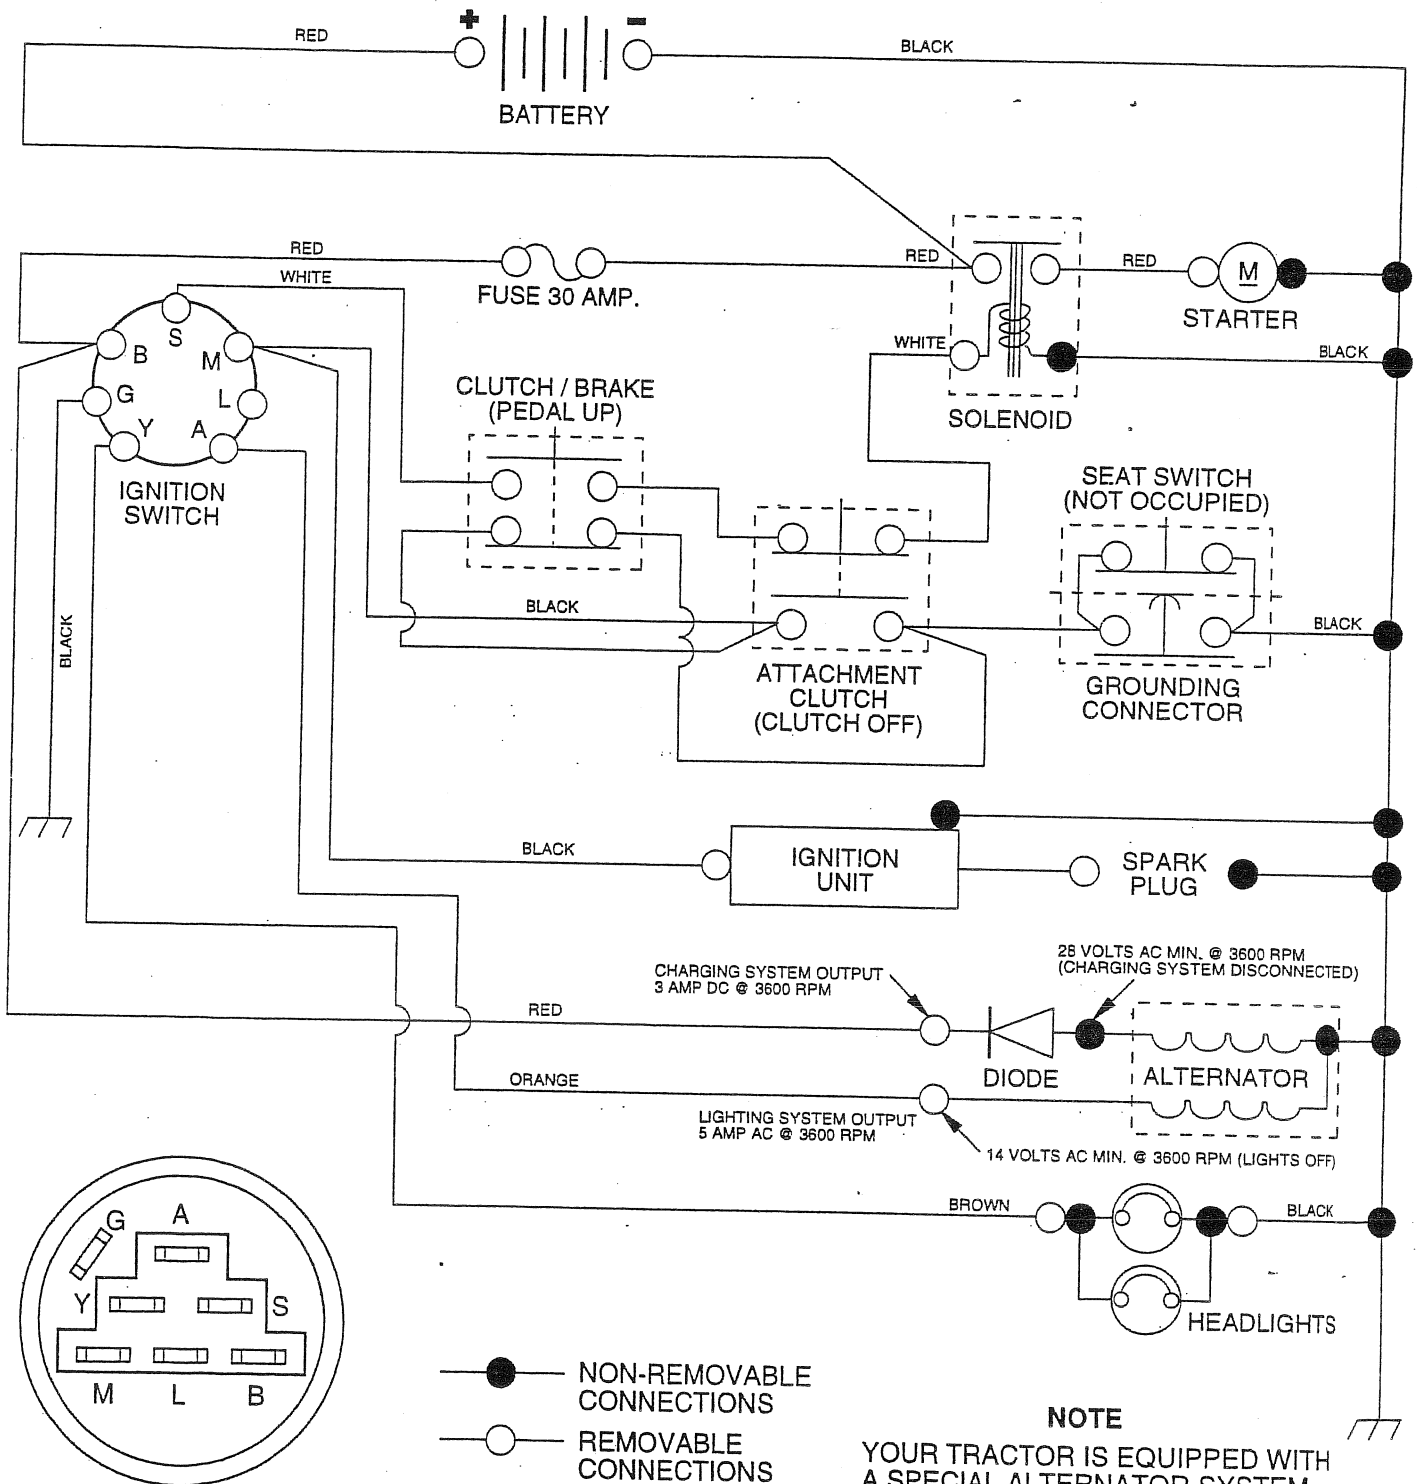 + -
RED
BLACK
BATTERY
RED
WHITE
FUSE 30 AMP.
RED
RED
M
STARTER
WHITE
BLACK
SOLENOID
S
B
M
G
L
Y
A
IGNITION
SWITCH
CLUTCH / BRAKE
(PEDAL UP)
SEAT SWITCH
(NOT OCCUPIED)
BLACK
BLACK
BLACK
ATTACHMENT
CLUTCH
(CLUTCH OFF)
GROUNDING
CONNECTOR
BLACK
IGNITION
UNIT
SPARK
PLUG
CHARGING SYSTEM OUTPUT
3 AMP DC @ 3600 RPM
28 VOLTS AC MIN. @ 3600 RPM
(CHARGING SYSTEM DISCONNECTED)
RED
DIODE
ALTERNATOR
ORANGE
LIGHTING SYSTEM OUTPUT
5 AMP AC @ 3600 RPM
14 VOLTS AC MIN. @ 3600 RPM (LIGHTS OFF)
BROWN
BLACK
HEADLIGHTS
G
A
Y
S
M
L
B
NON-REMOVABLE
CONNECTIONS
REMOVABLE
CONNECTIONS
NOTE
YOUR TRACTOR IS EQUIPPED WITH
A SPECIAL ALTERNATOR SYSTEM